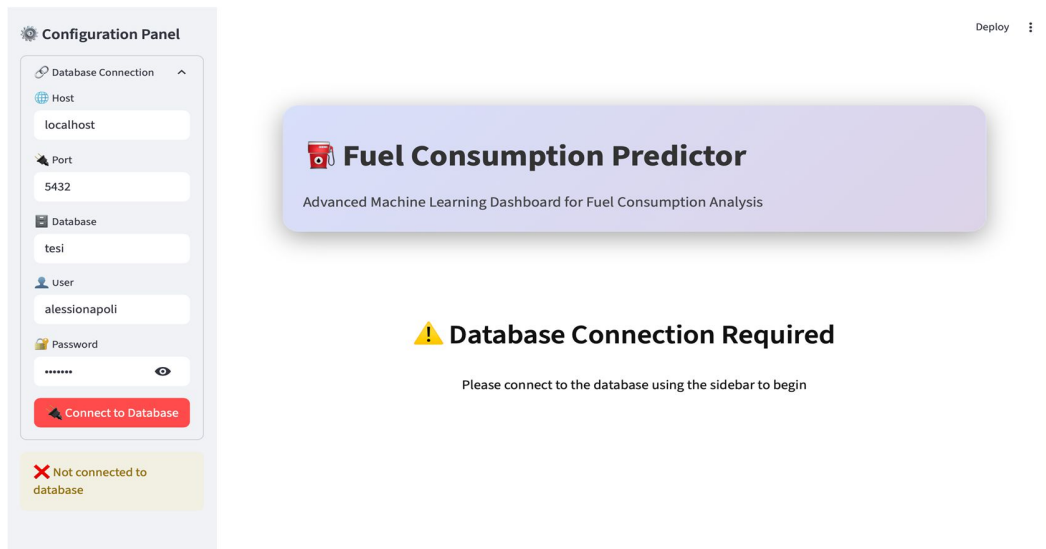 Configuration Panel
Database Connection
Host
localhost
Port
5432
Database
tesi
User
alessionapoli
Password
•••••••
Connect to Database
Not connected to
database
Deploy
Fuel Consumption Predictor
Advanced Machine Learning Dashboard for Fuel Consumption Analysis
Database Connection Required
Please connect to the database using the sidebar to begin